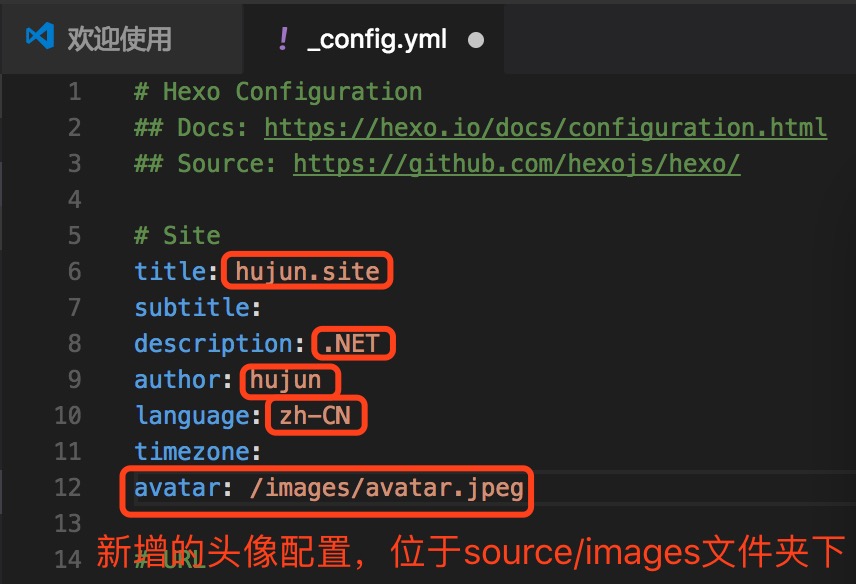 欢迎使用
! _config.yml
1 # Hexo Configuration
2 ## Docs: https://hexo.io/docs/configuration.html
3 ## Source: https://github.com/hexojs/hexo/
4
5 # Site
6 title: hujun.site
7 subtitle:
8 description: .NET
9 author: hujun
10 language: zh-CN
11 timezone:
12 avatar: /images/avatar.jpeg
13
14 # URL
新增的头像配置，位于source/images文件夹下